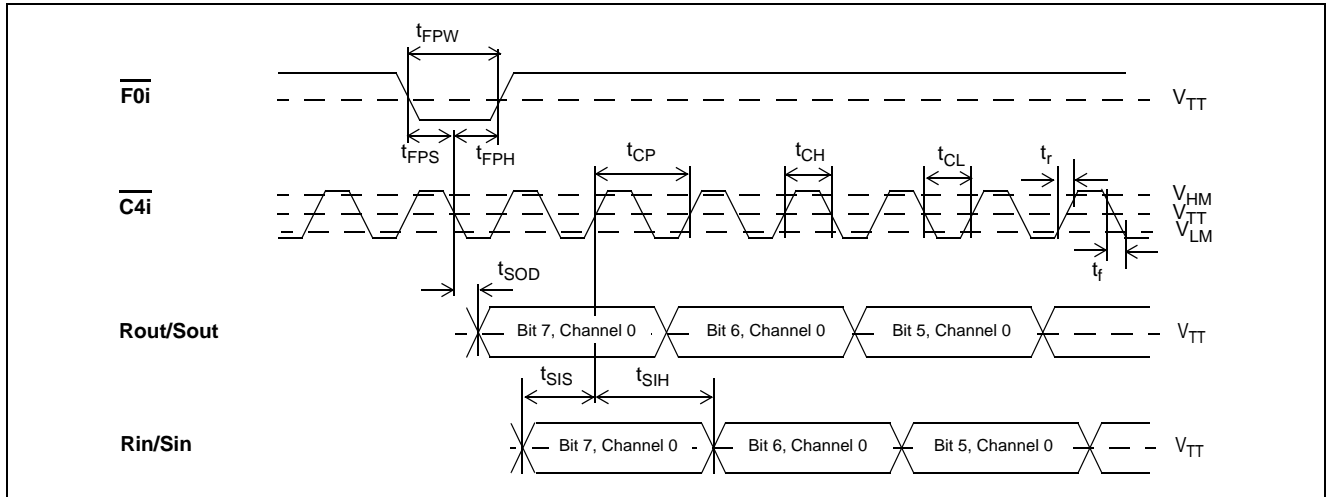 tFPW
F0i
VTT
tFPS
tFPH
tCP
tCH
tCL
tr
C4i
VHM
VTT
VLM
tf
tSOD
Rout/Sout
Bit 7, Channel 0
Bit 6, Channel 0
Bit 5, Channel 0
VTT
tSIS
tSIH
Rin/Sin
Bit 7, Channel 0
Bit 6, Channel 0
Bit 5, Channel 0
VTT